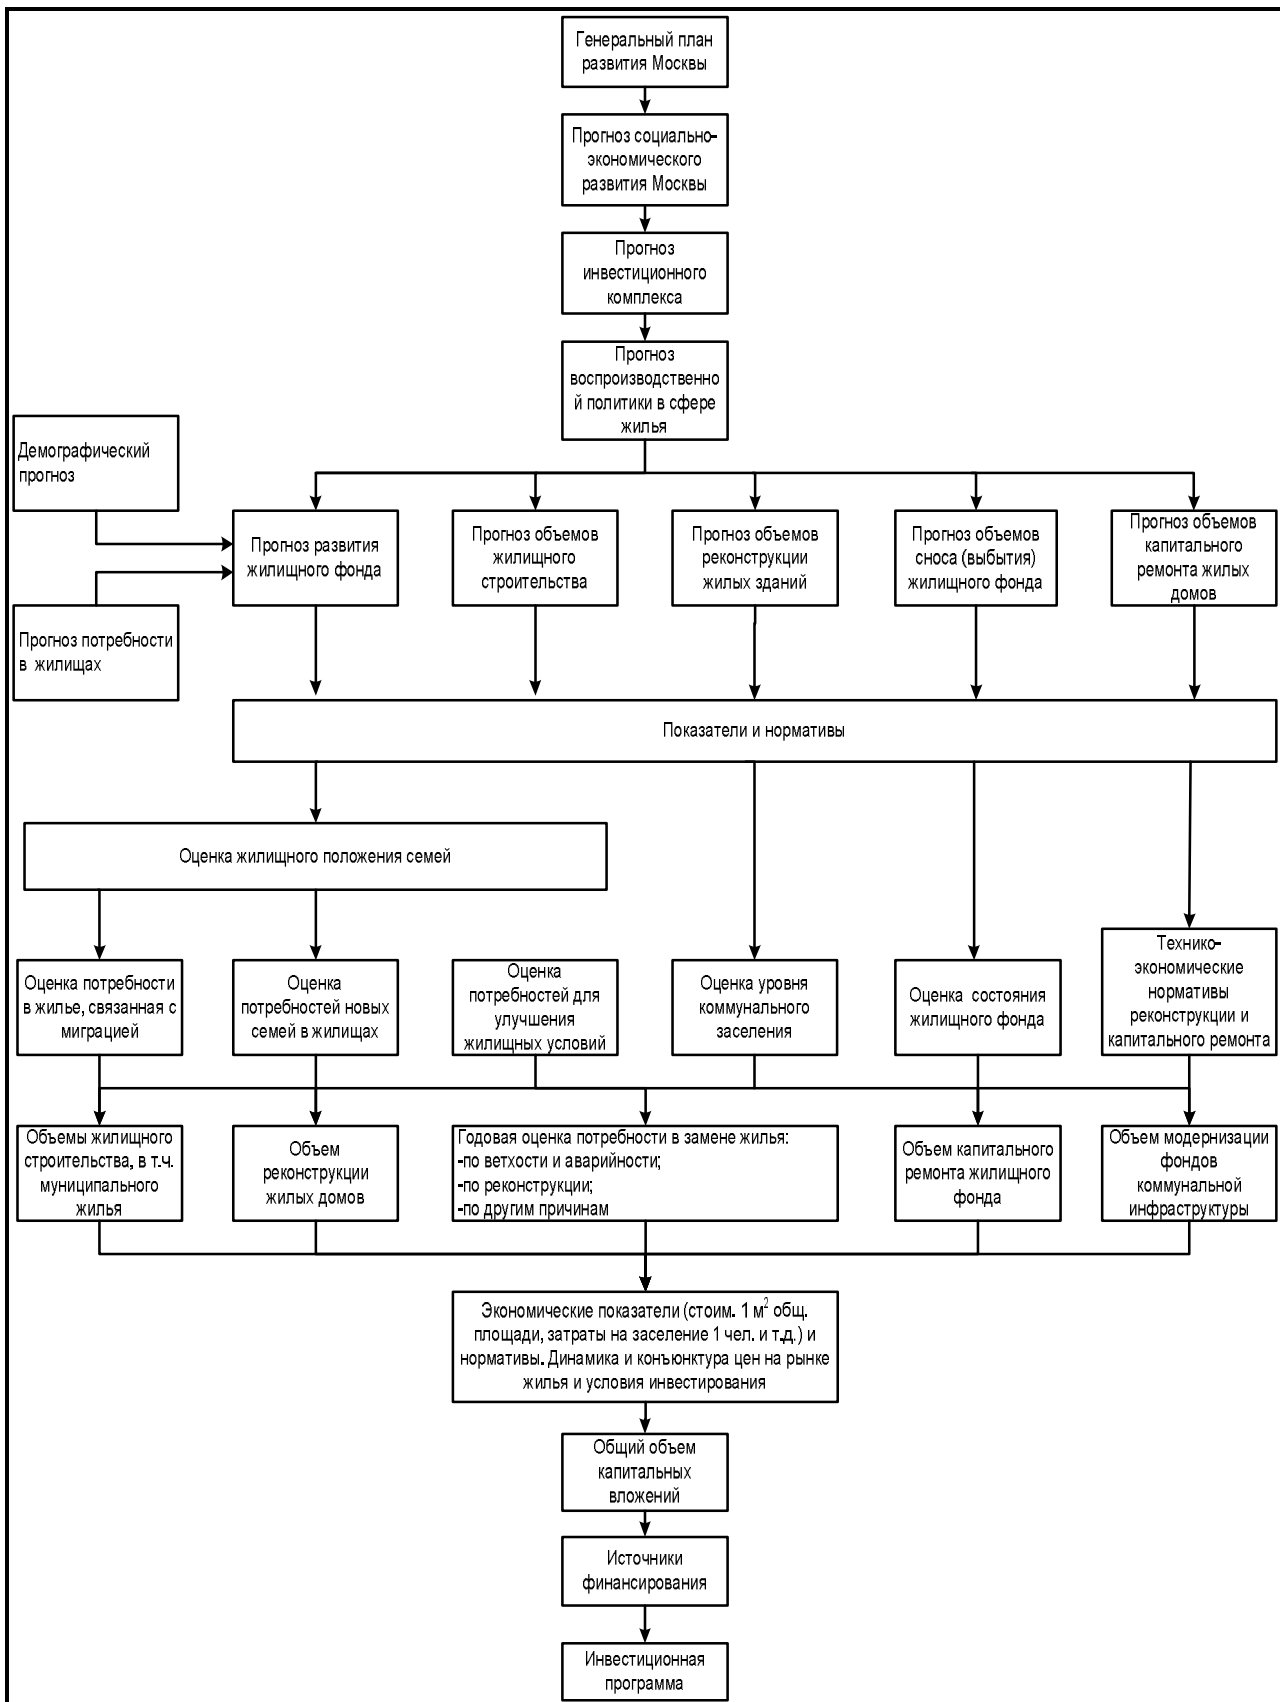 Генеральный план
развития Москвы
Прогноз социально-
экономического
развития Москвы
Прогноз
инвестиционного
комплекса
Прогноз
воспроизводственно
й политики в сфере
жилья
Демографический
прогноз
Прогноз потребности
в жилищах
Прогноз развития
жилищного фонда
Прогноз объемов
жилищного
строительства
Прогноз объемов
реконструкции
жилых зданий
Прогноз объемов
сноса (выбытия)
жилищного фонда
Прогноз объемов
капитального
ремонта жилых
домов
Показатели и нормативы
Оценка жилищного положения семей
Оценка потребности
в жилье, связанная с
миграцией
Оценка
потребностей новых
семей в жилищах
Оценка
потребностей для
улучшения
жилищных условий
Оценка уровня
коммунального
заселения
Оценка состояния
жилищного фонда
Технико-
экономические
нормативы
реконструкции и
капитального ремонта
Объемы жилищного
строительства, в т.ч.
муниципального
жилья
Объем
реконструкции
жилых домов
Годовая оценка потребности в замене жилья:
-по ветхости и аварийности;
-по реконструкции;
-по другим причинам
Объем капитального
ремонта жилищного
фонда
Объем модернизации
фондов
коммунальной
инфраструктуры
Экономические показатели (стоим. 1 м² общ.
площади, затраты на заселение 1 чел. и т.д.) и
нормативы. Динамика и конъюнктура цен на рынке
жилья и условия инвестирования
Общий объем
капитальных
вложений
Источники
финансирования
Инвестиционная
программа